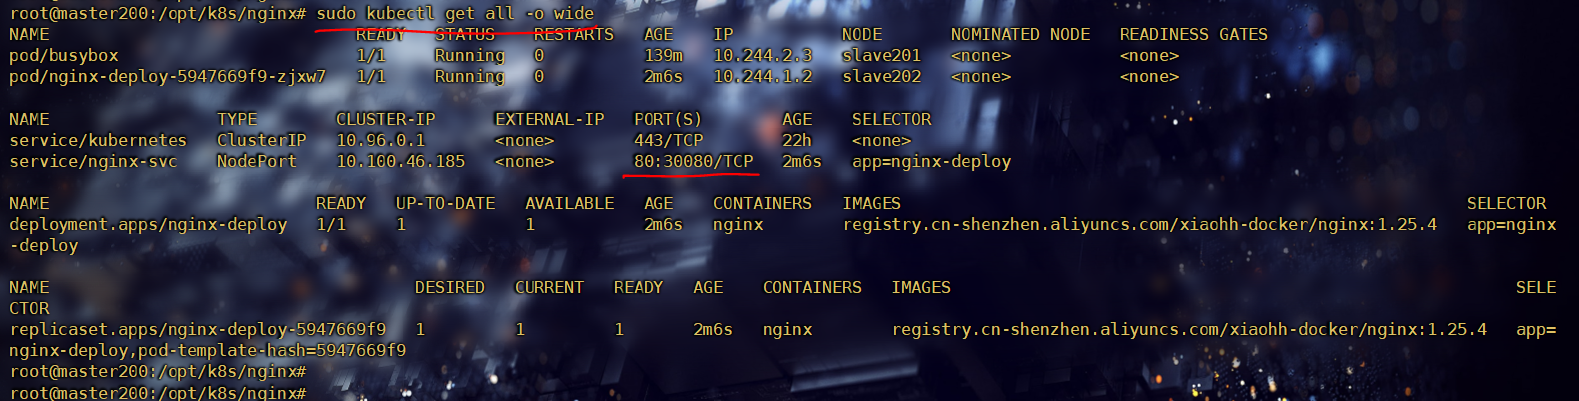 root@master200:/opt/k8s/nginx# sudo kubectl get all -o wide
NAME READY STATUS RESTARTS AGE IP NODE NOMINATED NODE READINESS GATES
pod/busybox 1/1 Running 0 139m 10.244.2.3 slave201 <none> <none>
pod/nginx-deploy-5947669f9-zjxw7 1/1 Running 0 2m6s 10.244.1.2 slave202 <none> <none>
NAME TYPE CLUSTER-IP EXTERNAL-IP PORT(S) AGE SELECTOR
service/kubernetes ClusterIP 10.96.0.1 <none> 443/TCP 22h <none>
service/nginx-svc NodePort 10.100.46.185 <none> 80:30080/TCP 2m6s app=nginx-deploy
NAME READY UP-TO-DATE AVAILABLE AGE CONTAINERS IMAGES SELECTOR
deployment.apps/nginx-deploy 1/1 1 1 2m6s nginx registry.cn-shenzhen.aliyuncs.com/xiaohh-docker/nginx:1.25.4 app=nginx
-deploy
NAME DESIRED CURRENT READY AGE CONTAINERS IMAGES SELE
CTOR
replicaset.apps/nginx-deploy-5947669f9 1 1 1 2m6s nginx registry.cn-shenzhen.aliyuncs.com/xiaohh-docker/nginx:1.25.4 app=
nginx-deploy,pod-template-hash=5947669f9
root@master200:/opt/k8s/nginx#
root@master200:/opt/k8s/nginx#